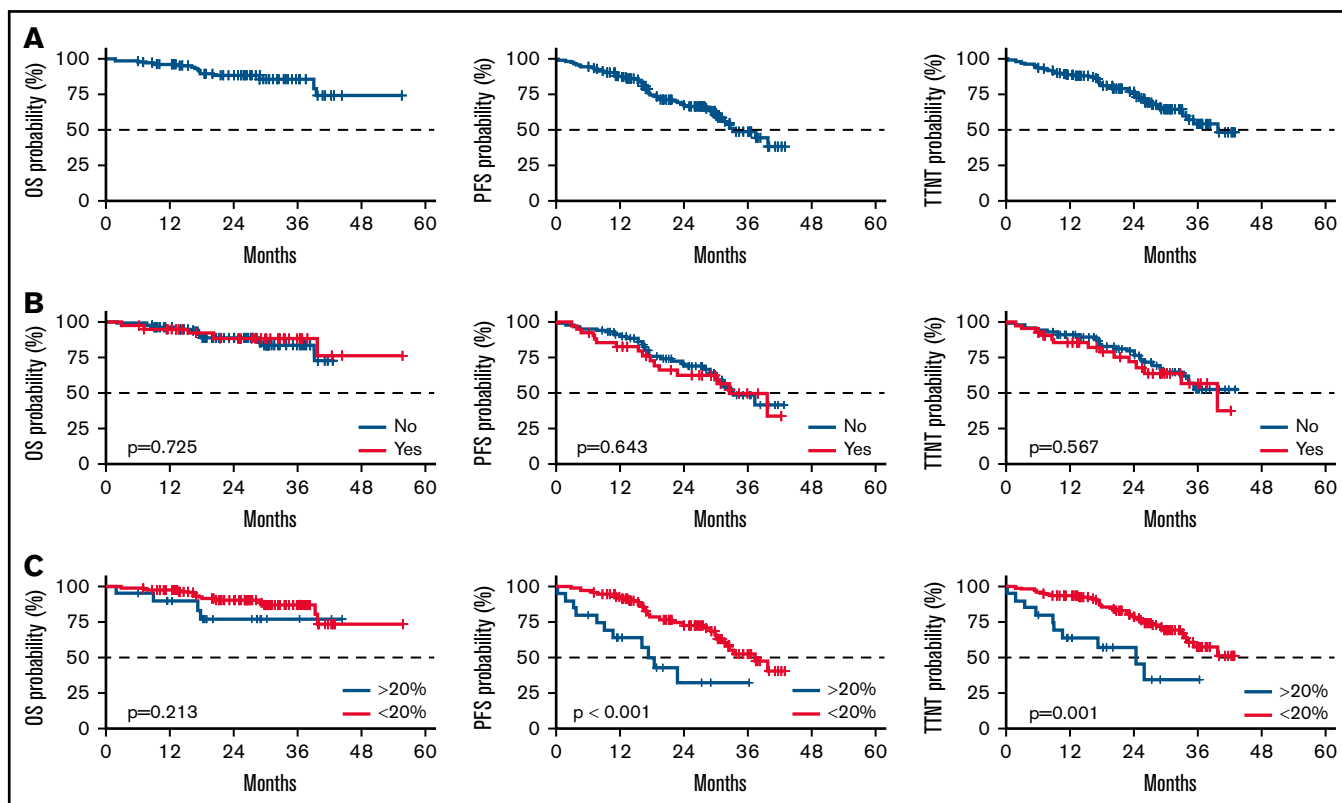 A
OS probability (%)
100
75
50
25
0
0 12 24 36 48 60
Months
PFS probability (%)
100
75
50
25
0
0 12 24 36 48 60
Months
TTNT probability (%)
100
75
50
25
0
0 12 24 36 48 60
Months
B
OS probability (%)
100
75
50
25
0
No
Yes
p=0.725
0 12 24 36 48 60
Months
PFS probability (%)
100
75
50
25
0
No
Yes
p=0.643
0 12 24 36 48 60
Months
TTNT probability (%)
100
75
50
25
0
No
Yes
p=0.567
0 12 24 36 48 60
Months
C
OS probability (%)
100
75
50
25
0
>20%
<20%
p=0.213
0 12 24 36 48 60
Months
PFS probability (%)
100
75
50
25
0
>20%
<20%
p < 0.001
0 12 24 36 48 60
Months
TTNT probability (%)
100
75
50
25
0
>20%
<20%
p=0.001
0 12 24 36 48 60
Months